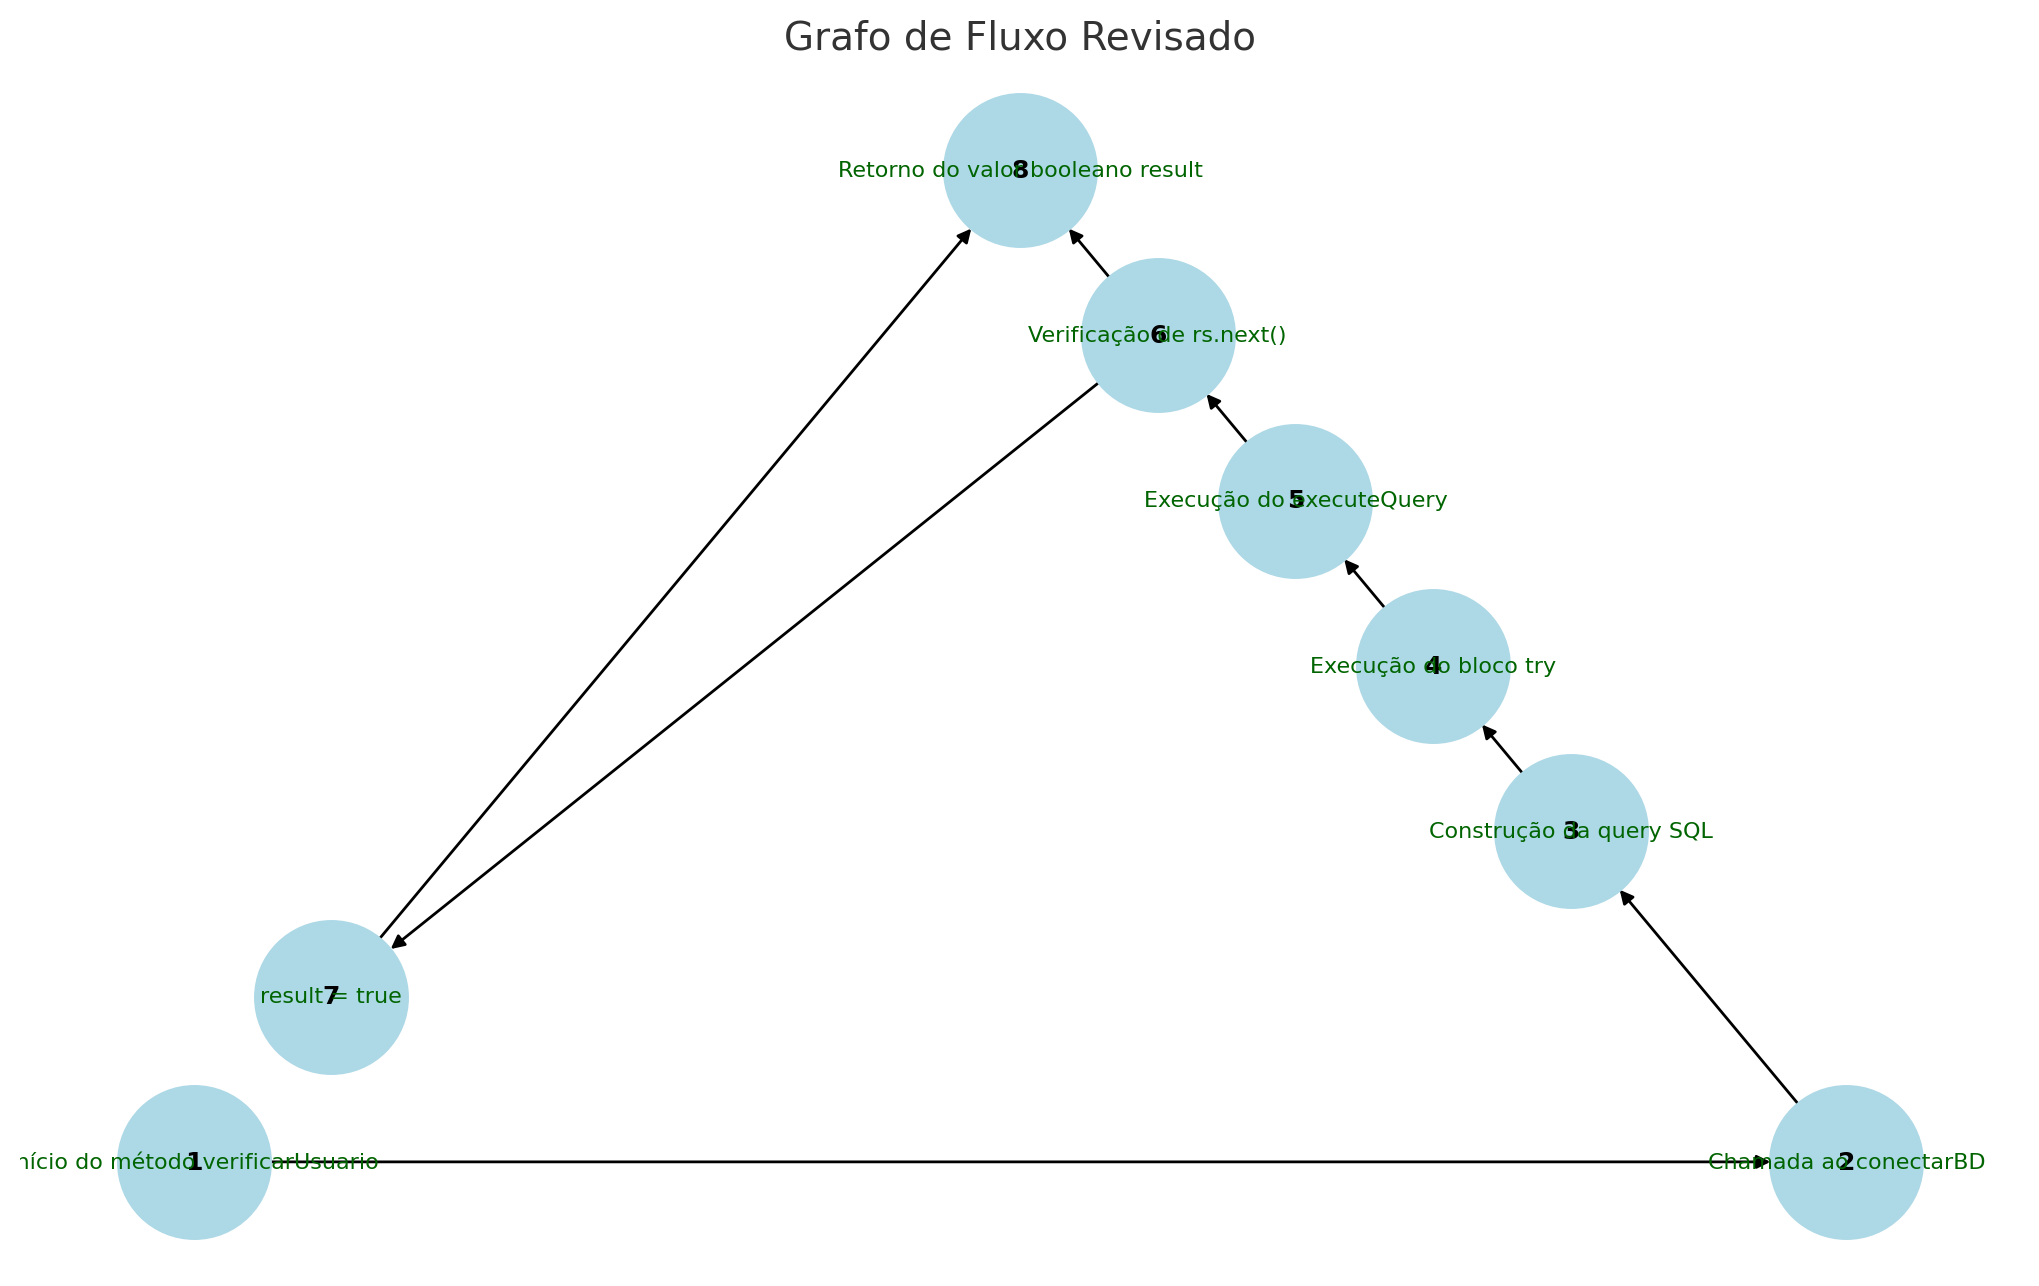 Grafo de Fluxo Revisado
Retorno do valor booleano result
8
Verificação de rs.next()
6
Execução do executeQuery
5
Execução do bloco try
4
Construção da query SQL
3
result = true
7
nício do método verificarUsuario
1
Chamada ao conectarBD
2